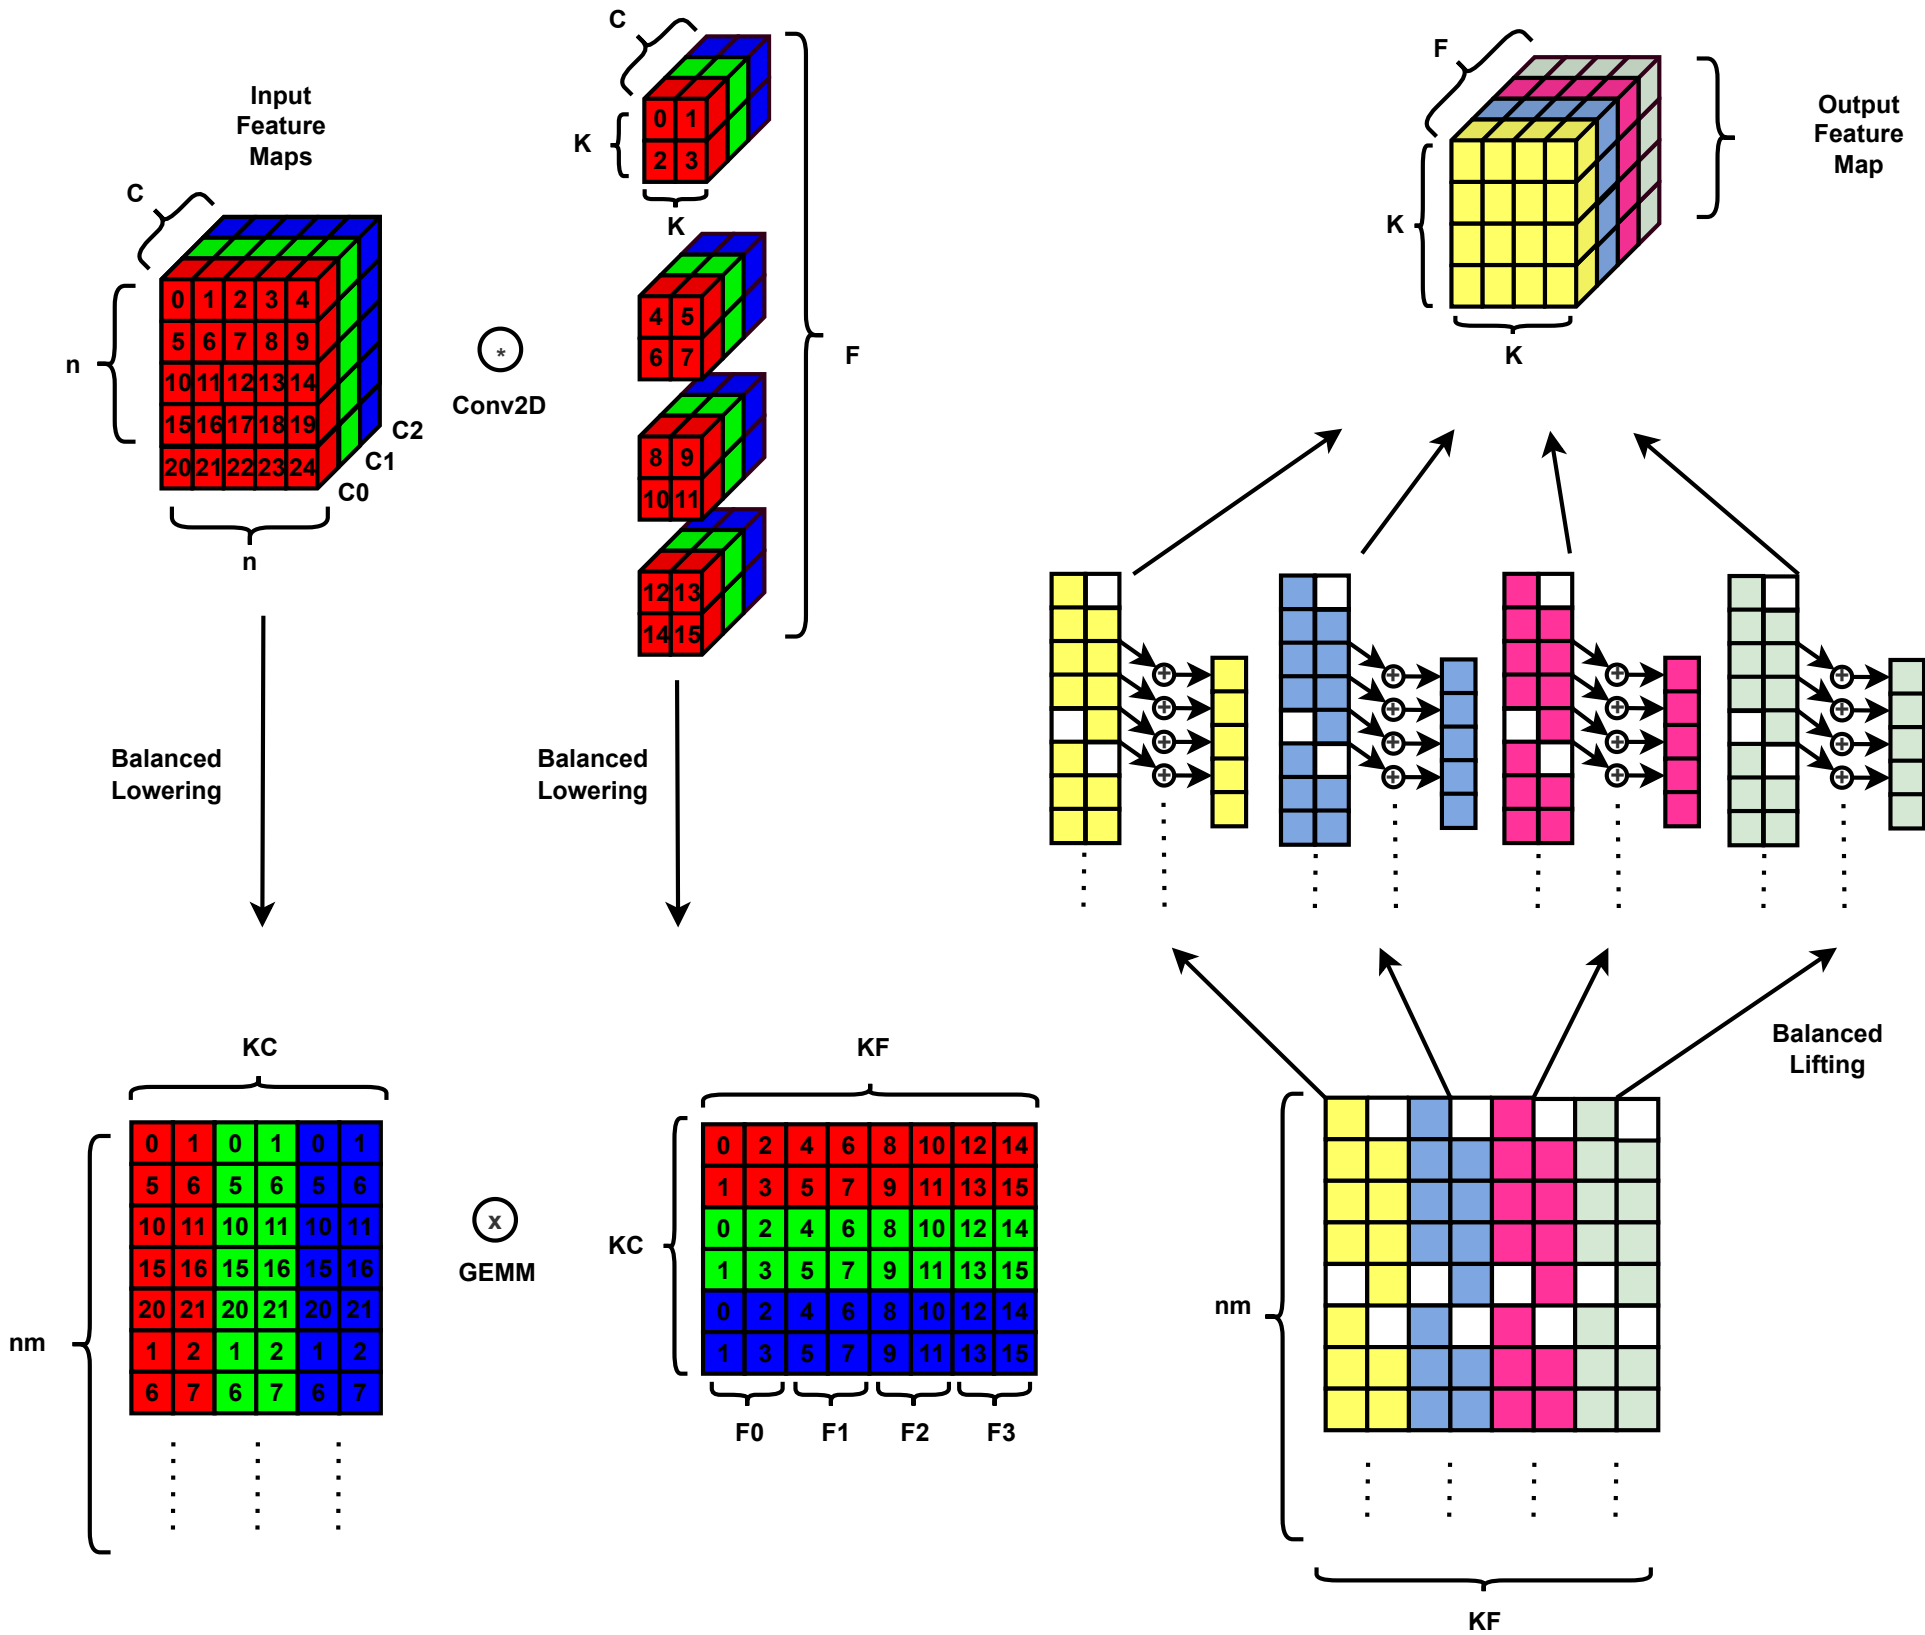 Input
Feature
Maps
C
n
0 1 2 3 4
5 6 7 8 9
10 11 12 13 14
15 16 17 18 19
20 21 22 23 24
C2
C1
C0
n
*
Conv2D
C
K
0 1
2 3
K
4 5
6 7
8 9
10 11
12 13
14 15
F
F
K
K
Output
Feature
Map
Balanced
Lowering
Balanced
Lowering
+ + + +
+ + + +
+ + + +
+ + + +
KC
nm
0 1 0 1 0 1
5 6 5 6 5 6
10 11 10 11 10 11
15 16 15 16 15 16
20 21 20 21 20 21
1 2 1 2 1 2
6 7 6 7 6 7
x
GEMM
KF
KC
0 2 4 6 8 10 12 14
1 3 5 7 9 11 13 15
0 2 4 6 8 10 12 14
1 3 5 7 9 11 13 15
0 2 4 6 8 10 12 14
1 3 5 7 9 11 13 15
F0 F1 F2 F3
Balanced
Lifting
nm
KF